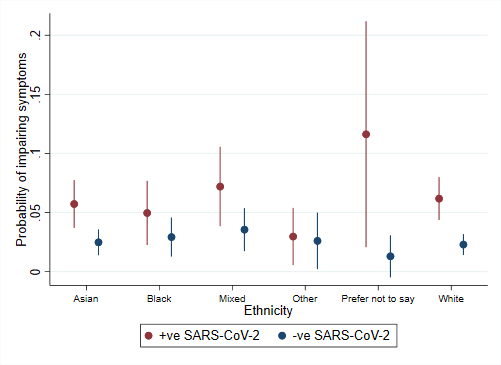 Probability of impairing symptoms
.2
.15
.1
.05
0
Asian Black Mixed Other Prefer not to say White
Ethnicity
+ve SARS-CoV-2 -ve SARS-CoV-2